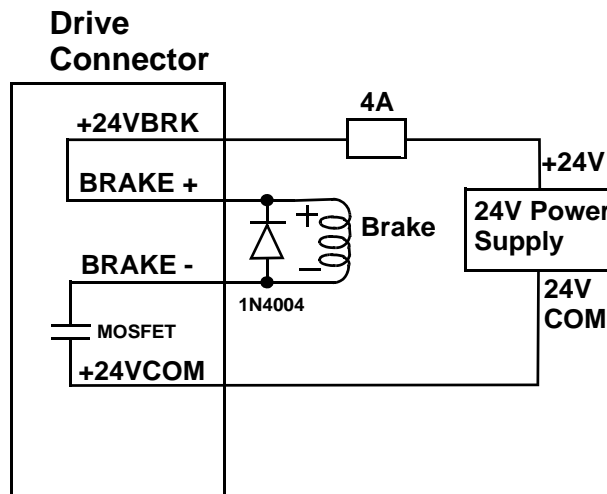 Drive
Connector
4A
+24VBRK
+24V
BRAKE +
24V Power
Supply
+
Brake
BRAKE -
–
1N4004
24V
COM
MOSFET
+24VCOM